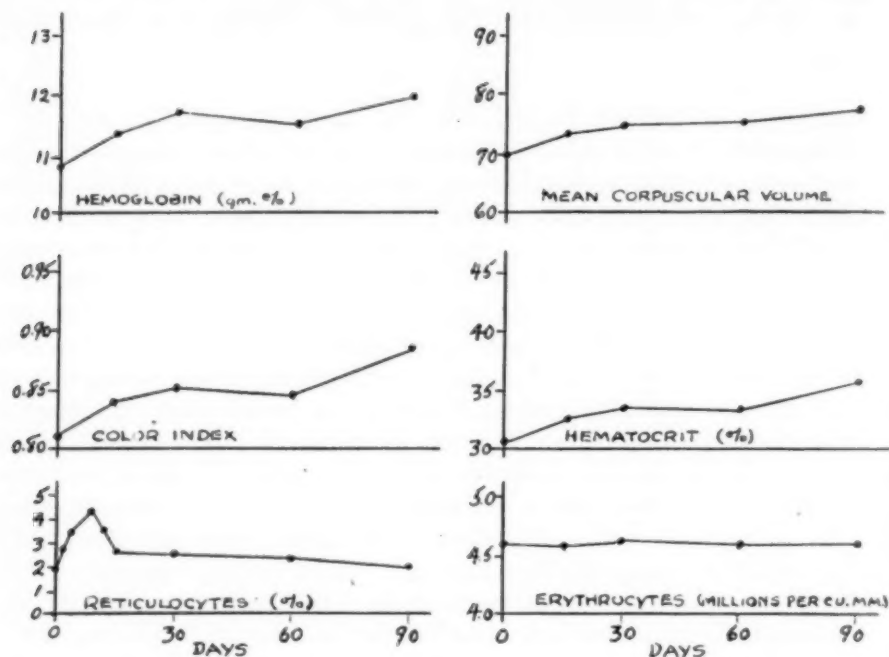 13
12
11
10
HEMOGLOBIN (gm. %)
90
80
70
60
MEAN CORPUSCULAR VOLUME
0.95
0.90
0.85
0.80
COLOR INDEX
45
40
35
30
HEMATOCRIT (%)
5
4
3
2
1
0
RETICULOCYTES (%)
0 30 60 90
DAYS
5.0
4.5
4.0
ERYTHROCYTES (MILLIONS PER CU. MM.)
0 30 60 90
DAYS